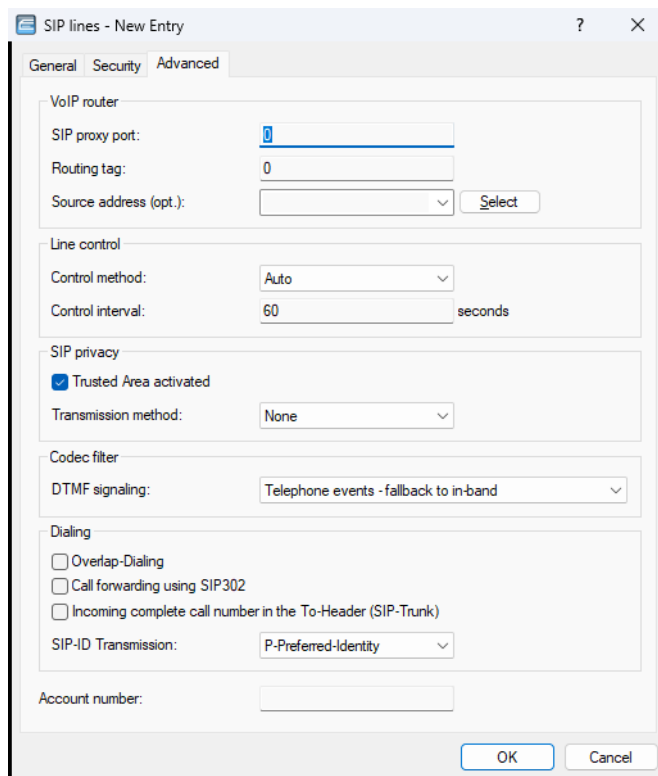 SIP lines - New Entry ?
General Security Advanced
VoIP router
SIP proxy port: 0
Routing tag: 0
Source address (opt.): Select
Line control
Control method: Auto
Control interval: 60 seconds
SIP privacy
Trusted Area activated
Transmission method: None
Codec filter
DTMF signaling: Telephone events - fallback to in-band
Dialing
Overlap-Dialing
Call forwarding using SIP302
Incoming complete call number in the To-Header (SIP-Trunk)
SIP-ID Transmission: P-Preferred-Identity
Account number:
OK Cancel